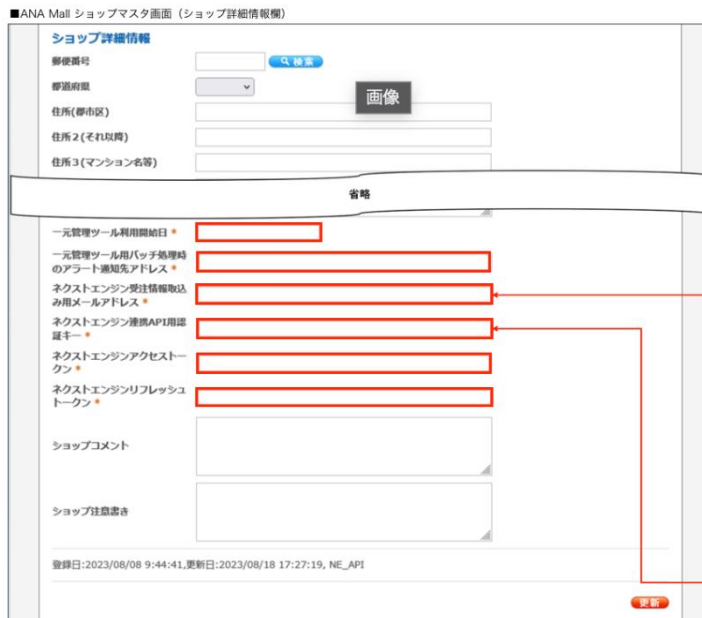 ■ANA Mall ショップマスタ画面（ショップ詳細情報欄）
ショップ詳細情報
郵便番号
検索
都道府県
画像
住所(都市区)
住所２(それ以降)
住所３(マンション名等)
省略
一元管理ツール利用開始日 *
一元管理ツール用バッチ処理時
のアラート通知先アドレス *
ネクストエンジン受注情報取込
み用メールアドレス *
ネクストエンジン連携API用認
証キー *
ネクストエンジンアクセストー
クン *
ネクストエンジンリフレッシュ
トークン *
ショップコメント
ショップ注意書き
登録日:2023/08/08 9:44:41,更新日:2023/08/18 17:27:19, NE_API
更新